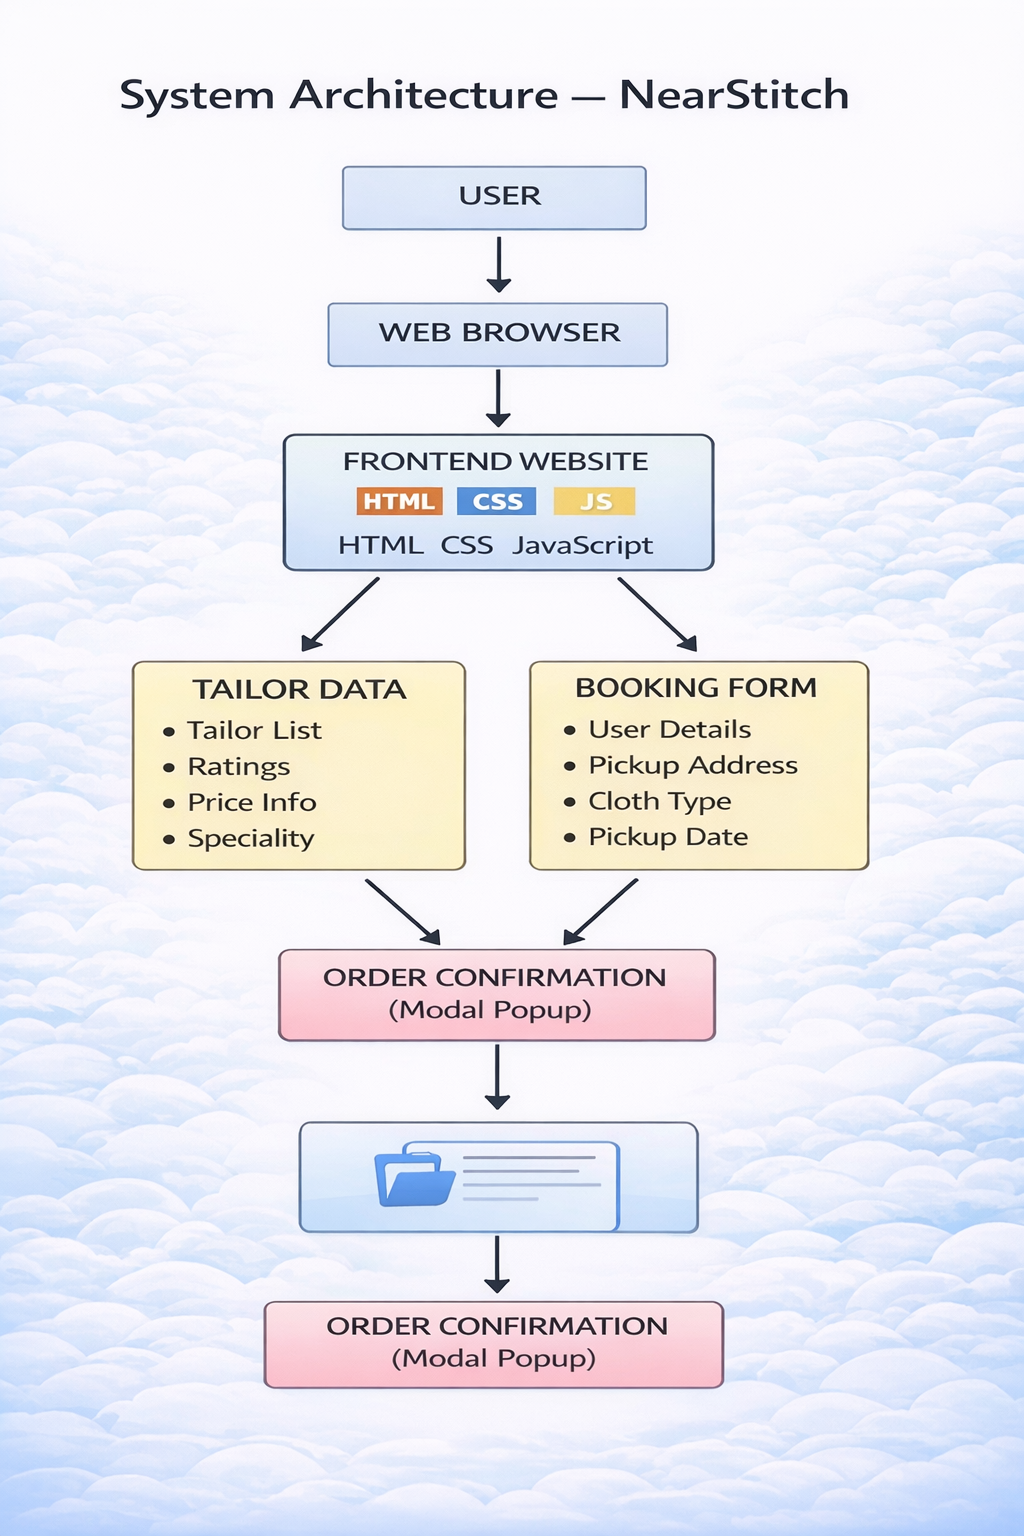 System Architecture — NearStitch
USER
WEB BROWSER
FRONTEND WEBSITE
HTML CSS JS
HTML CSS JavaScript
TAILOR DATA
• Tailor List
• Ratings
• Price Info
• Speciality
BOOKING FORM
• User Details
• Pickup Address
• Cloth Type
• Pickup Date
ORDER CONFIRMATION
(Modal Popup)
ORDER CONFIRMATION
(Modal Popup)